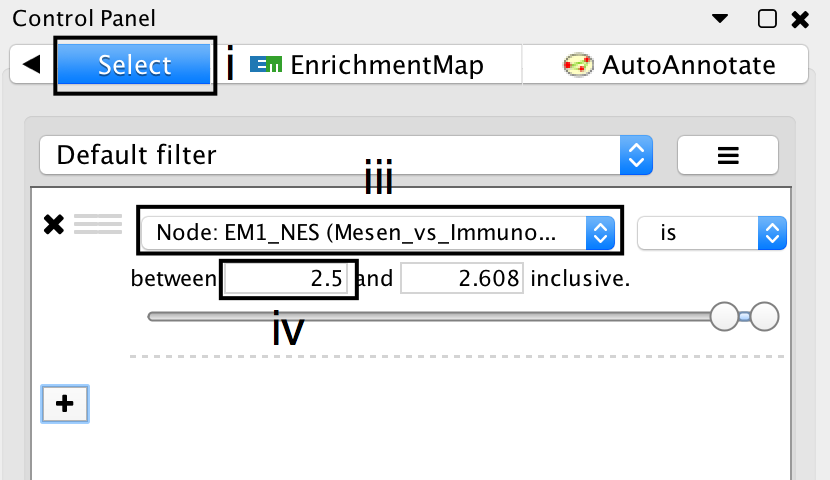 Control Panel
Select i Em EnrichmentMap AutoAnnotate
Default filter
iii
Node: EM1_NES (Mesen_vs_Immuno... is
between 2.5 and 2.608 inclusive.
iv
+